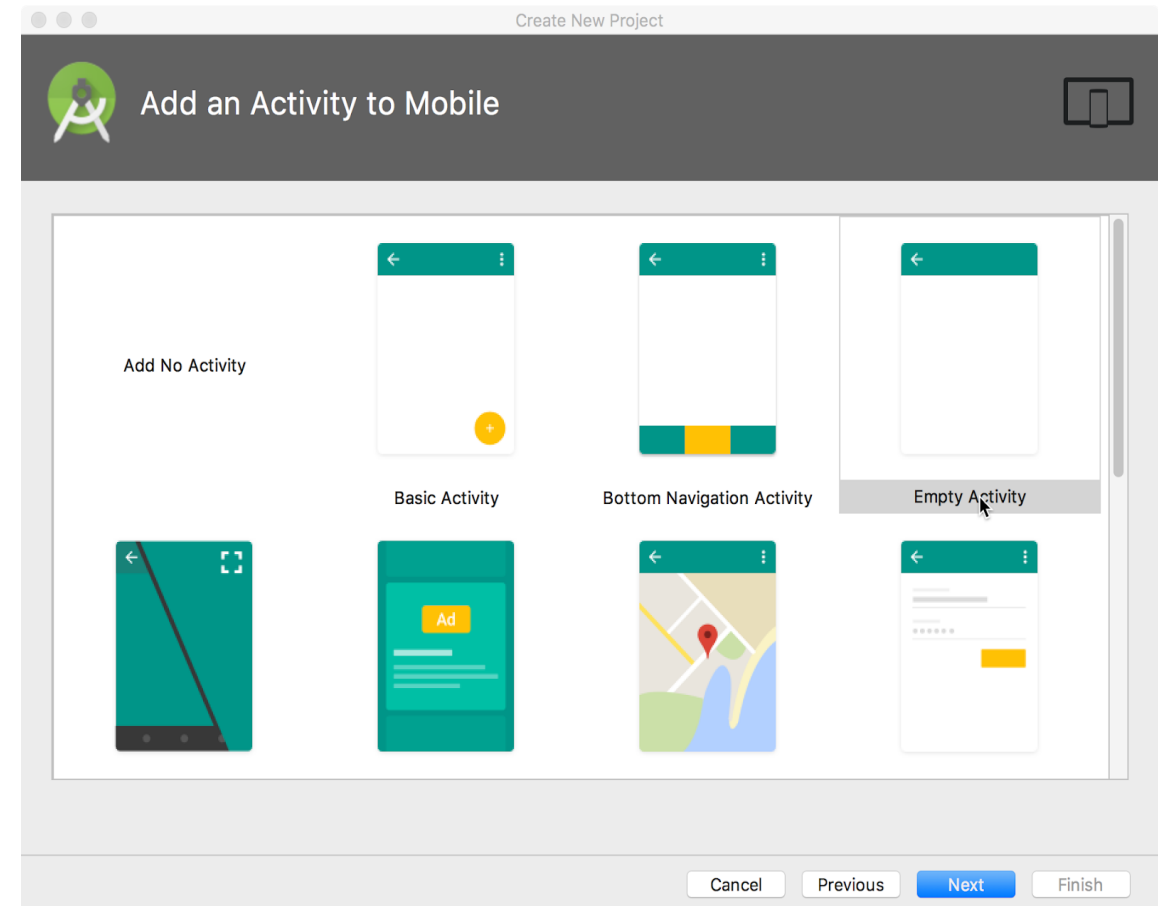 Create New Project
Add an Activity to Mobile
Add No Activity
Basic Activity
Bottom Navigation Activity
Empty Activity
Ad
Cancel
Previous
Next
Finish